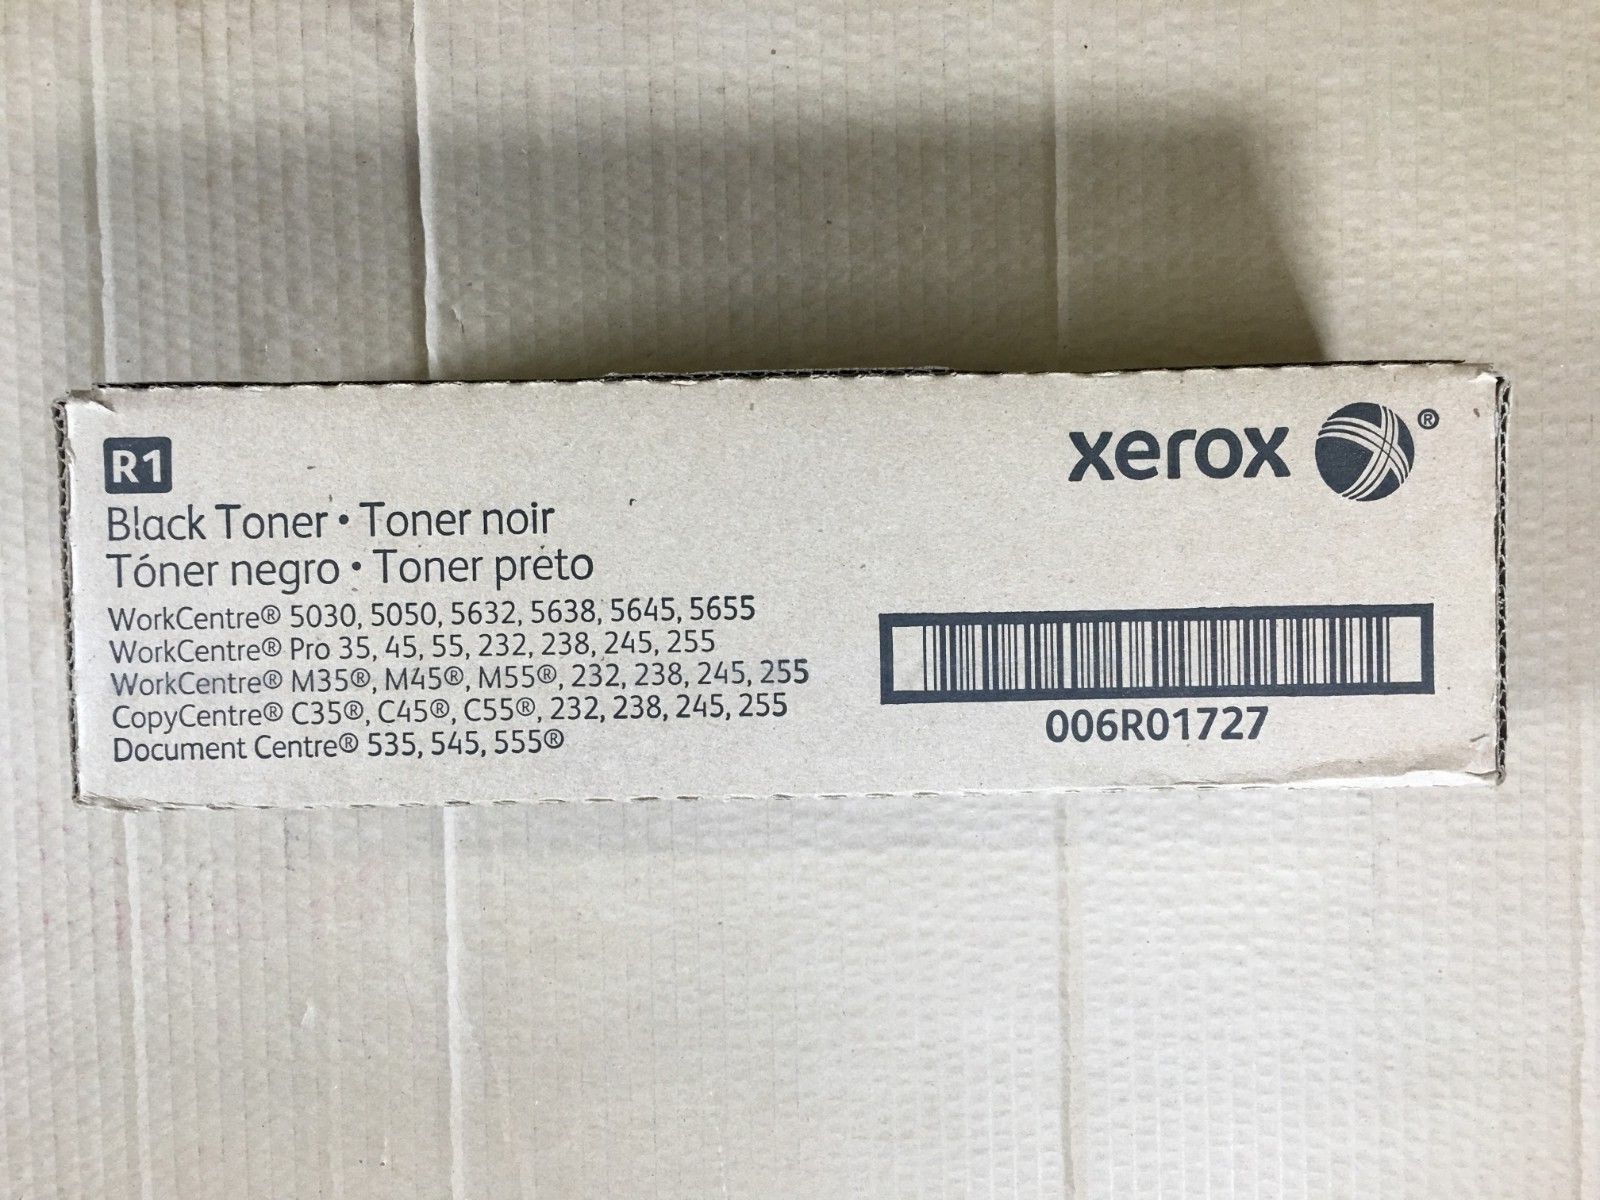 R1
xerox ®
Black Toner • Toner noir
Tóner negro • Toner preto
WorkCentre® 5030, 5050, 5632, 5638, 5645, 5655
WorkCentre® Pro 35, 45, 55, 232, 238, 245, 255
WorkCentre® M35®, M45®, M55®, 232, 238, 245, 255
CopyCentre® C35®, C45®, C55®, 232, 238, 245, 255
Document Centre® 535, 545, 555®
006R01727